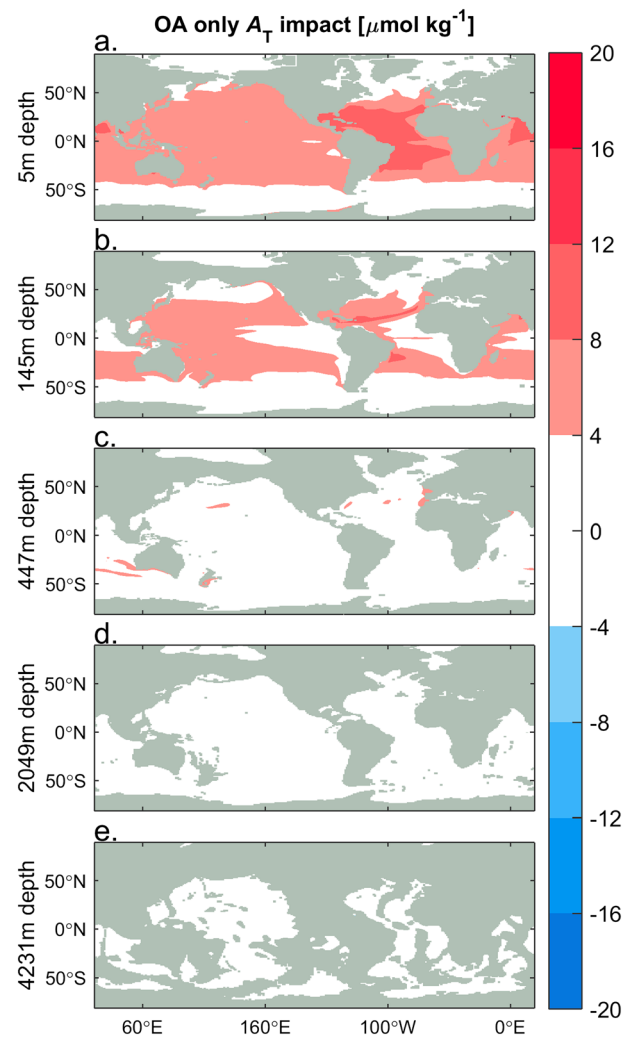 OA only A_T impact [μmol kg⁻¹]
a.
5m depth
50°N
0°N
50°S
b.
145m depth
50°N
0°N
50°S
c.
447m depth
50°N
0°N
50°S
d.
2049m depth
50°N
0°N
50°S
e.
4231m depth
50°N
0°N
50°S
60°E
160°E
100°W
0°E
20
16
12
8
4
0
-4
-8
-12
-16
-20